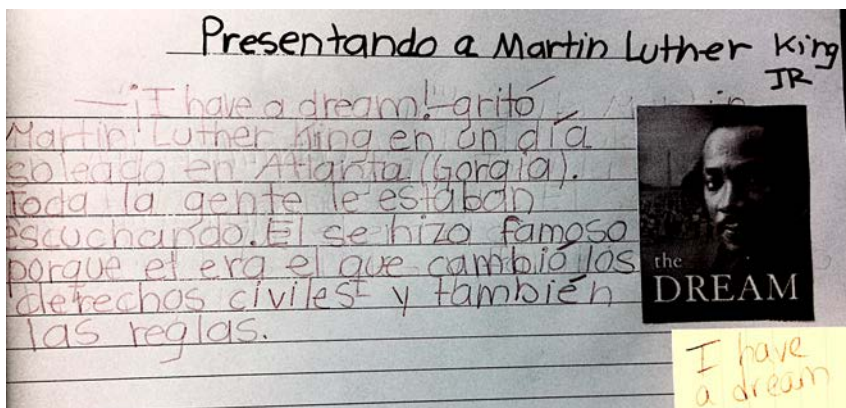 Presentando a Martin Luther King
JR
—¡I have a dream!-gritó
Martin Luther King en un día
soleado en Atlanta (Gorgia).
toda la gente le estaban
escuchando. El se hizo famoso
porque el era el que cambió los
derechos civiles y también
las reglas.
the
DREAM
I have
a dream